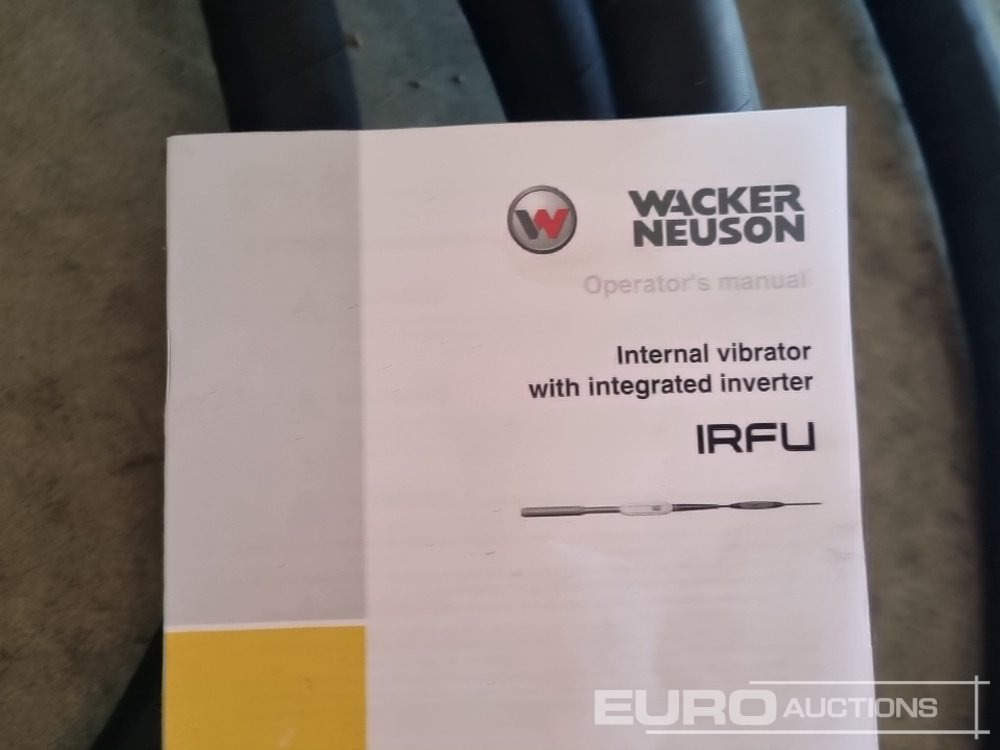 W
WACKER
NEUSON
Operator's manual
Internal vibrator
with integrated inverter
IRFU
EURO AUCTIONS